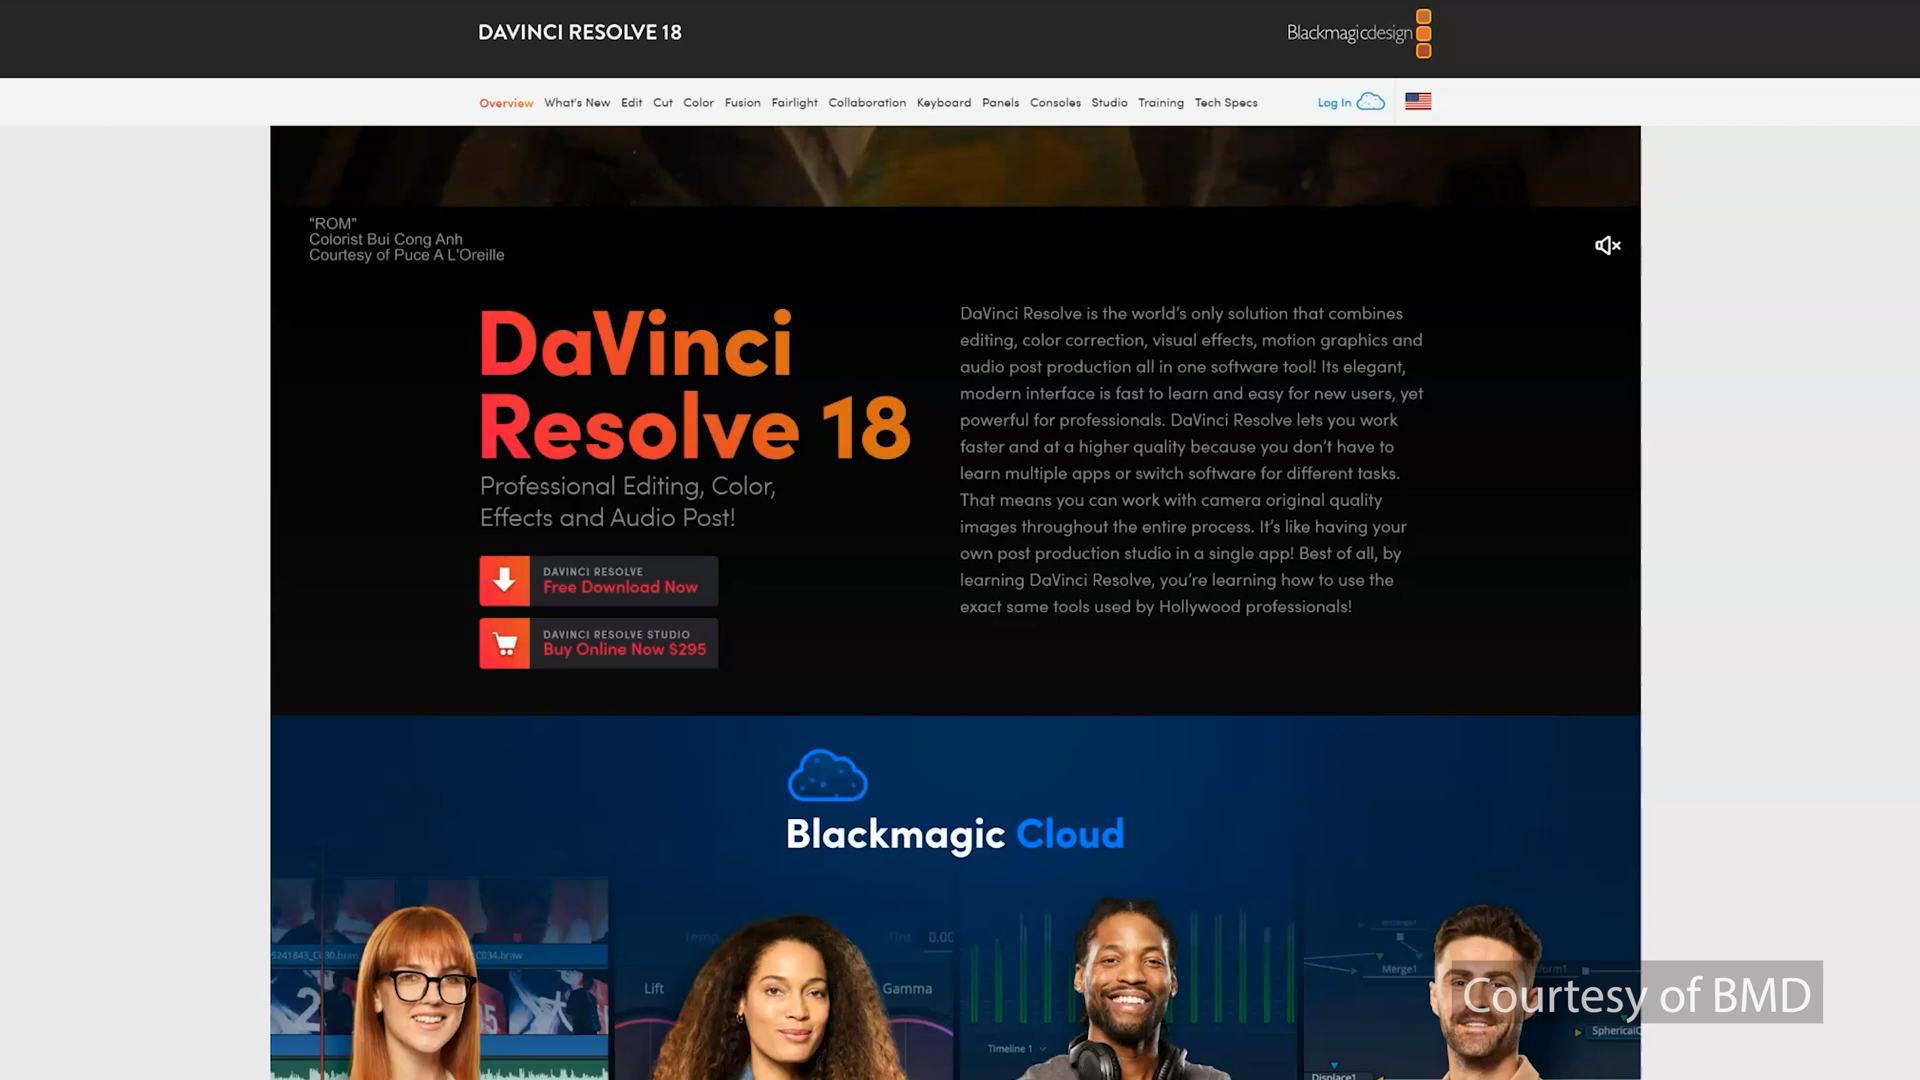 DAVINCI RESOLVE 18
Blackmagicdesign
Overview What's New Edit Cut Color Fusion Fairlight Collaboration Keyboard Panels Consoles Studio Training Tech Specs
Log In
"ROM"
Colorist Bui Cong Anh
Courtesy of Puce A L'Oreille
DaVinci
Resolve 18
Professional Editing, Color,
Effects and Audio Post!
DAVINCI RESOLVE
Free Download Now
DAVINCI RESOLVE STUDIO
Buy Online Now $295
DaVinci Resolve is the world's only solution that combines
editing, color correction, visual effects, motion graphics and
audio post production all in one software tool! Its elegant,
modern interface is fast to learn and easy for new users, yet
powerful for professionals. DaVinci Resolve lets you work
faster and at a higher quality because you don't have to
learn multiple apps or switch software for different tasks.
That means you can work with camera original quality
images throughout the entire process. It's like having your
own post production studio in a single app! Best of all, by
learning DaVinci Resolve, you're learning how to use the
exact same tools used by Hollywood professionals!
Blackmagic Cloud
C034.braw
2
Temp
Tint 0.00
Lift
Gamma
Timeline 1
Merge1
Displace1
Courtesy of BMD